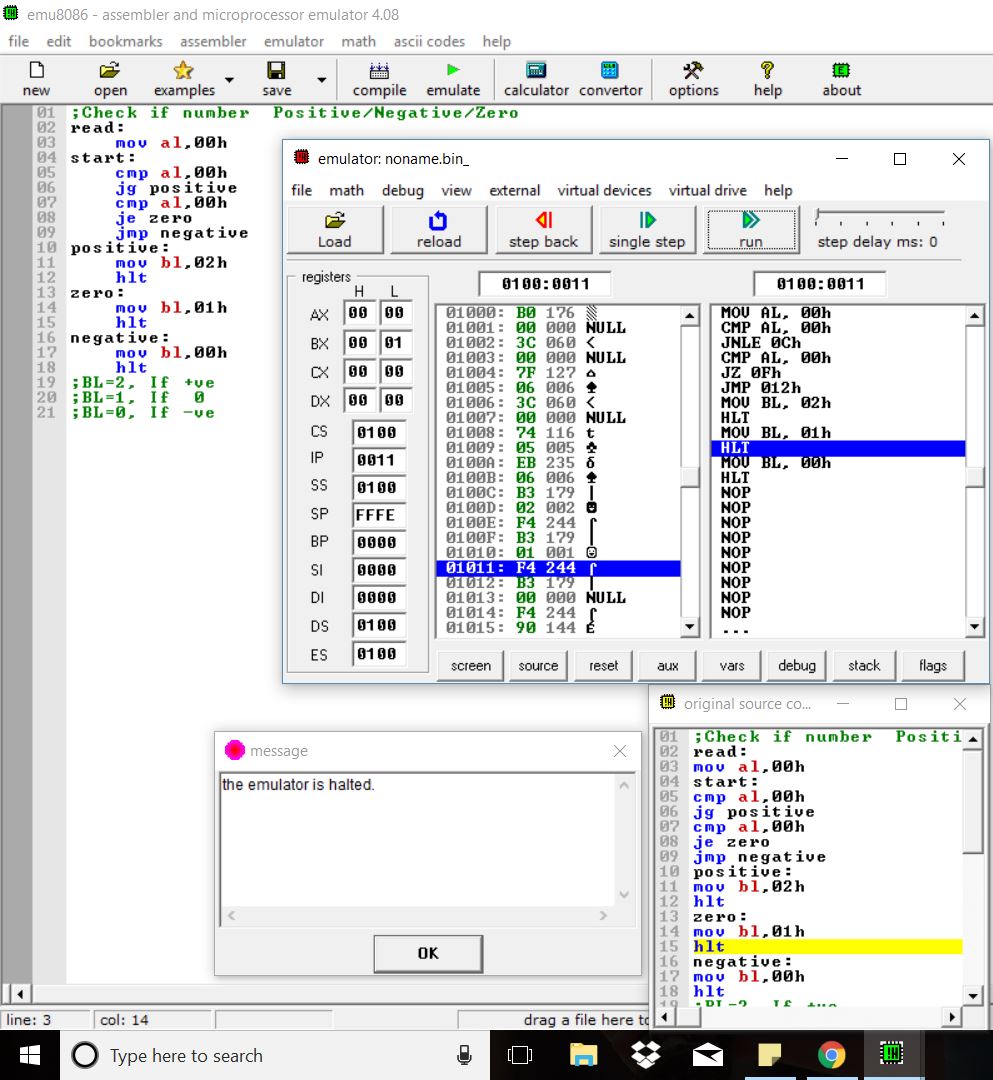 emu8086 - assembler and microprocessor emulator 4.08
file edit bookmarks assembler emulator math ascii codes help
new open examples save compile emulate calculator convertor options help about
01 ;Check if number  Positive/Negative/Zero
02 read:
03 mov al,00h
04 start:
05 cmp al,00h
06 jg positive
07 cmp al,00h
08 je zero
09 jmp negative
10 positive:
11 mov bl,02h
12 hlt
13 zero:
14 mov bl,01h
15 hlt
16 negative:
17 mov bl,00h
18 hlt
19 ;BL=2, If +ve
20 ;BL=1, If  0
21 ;BL=0, If -ve
emulator: noname.bin_
file math debug view external virtual devices virtual drive help
Load reload step back single step run step delay ms: 0
registers
H L
AX 00 00
BX 00 01
CX 00 00
DX 00 00
CS 0100
IP 0011
SS 0100
SP FFFE
BP 0000
SI 0000
DI 0000
DS 0100
ES 0100
0100:0011
01000: B0 176
01001: 00 000 NULL
01002: 3C 060 <
01003: 00 000 NULL
01004: 7F 127 ⌂
01005: 06 006 ♠
01006: 3C 060 <
01007: 00 000 NULL
01008: 74 116 t
01009: 05 005 ♣
0100A: EB 235 δ
0100B: 06 006 ♠
0100C: B3 179 │
0100D: 02 002 ☻
0100E: F4 244 ⌠
0100F: B3 179 │
01010: 01 001 ☺
01011: F4 244 ⌠
01012: B3 179 │
01013: 00 000 NULL
01014: F4 244 ⌠
01015: 90 144 É
0100:0011
MOV AL, 00h
CMP AL, 00h
JNLE 0Ch
CMP AL, 00h
JZ 0Fh
JMP 012h
MOV BL, 02h
HLT
MOV BL, 01h
HLT
MOV BL, 00h
HLT
NOP
NOP
NOP
NOP
NOP
NOP
NOP
NOP
NOP
...
screen source reset aux vars debug stack flags
message
the emulator is halted.
OK
original source co...
01 ;Check if number  Positi
02 read:
03 mov al,00h
04 start:
05 cmp al,00h
06 jg positive
07 cmp al,00h
08 je zero
09 jmp negative
10 positive:
11 mov bl,02h
12 hlt
13 zero:
14 mov bl,01h
15 hlt
16 negative:
17 mov bl,00h
18 hlt
19 ;BL=2, If +ve
line: 3 col: 14 drag a file here to
Type here to search